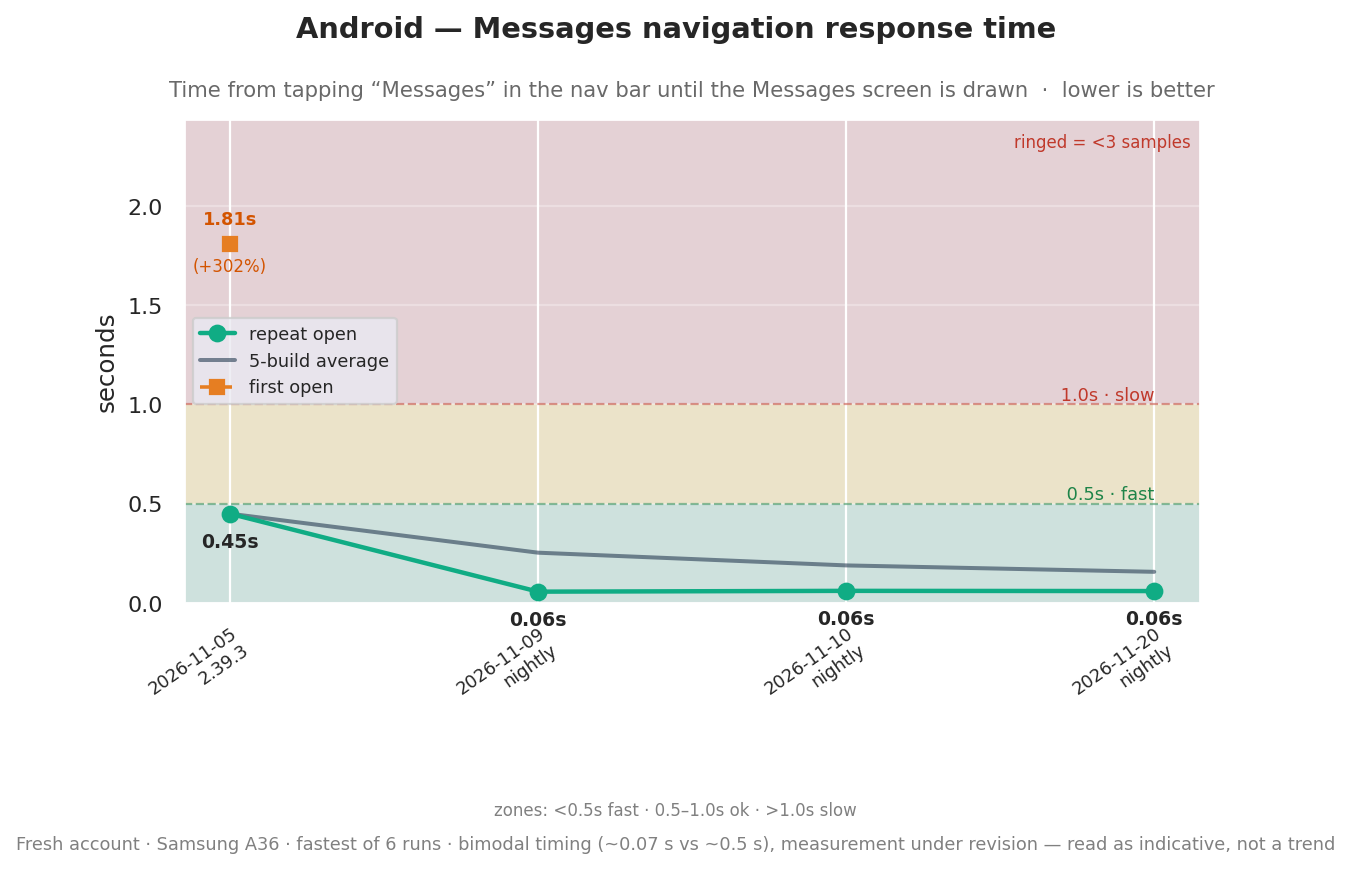 Android — Messages navigation response time
Time from tapping “Messages” in the nav bar until the Messages screen is drawn · lower is better
ringed = <3 samples
2.0
1.81s
(+302%)
1.5
repeat open
5-build average
first open
seconds
1.0
1.0s · slow
0.5
0.5s · fast
0.45s
0.0
0.06s
0.06s
0.06s
2026-11-05
2.39.3
2026-11-09
nightly
2026-11-10
nightly
2026-11-20
nightly
zones: <0.5s fast · 0.5–1.0s ok · >1.0s slow
Fresh account · Samsung A36 · fastest of 6 runs · bimodal timing (~0.07 s vs ~0.5 s), measurement under revision — read as indicative, not a trend